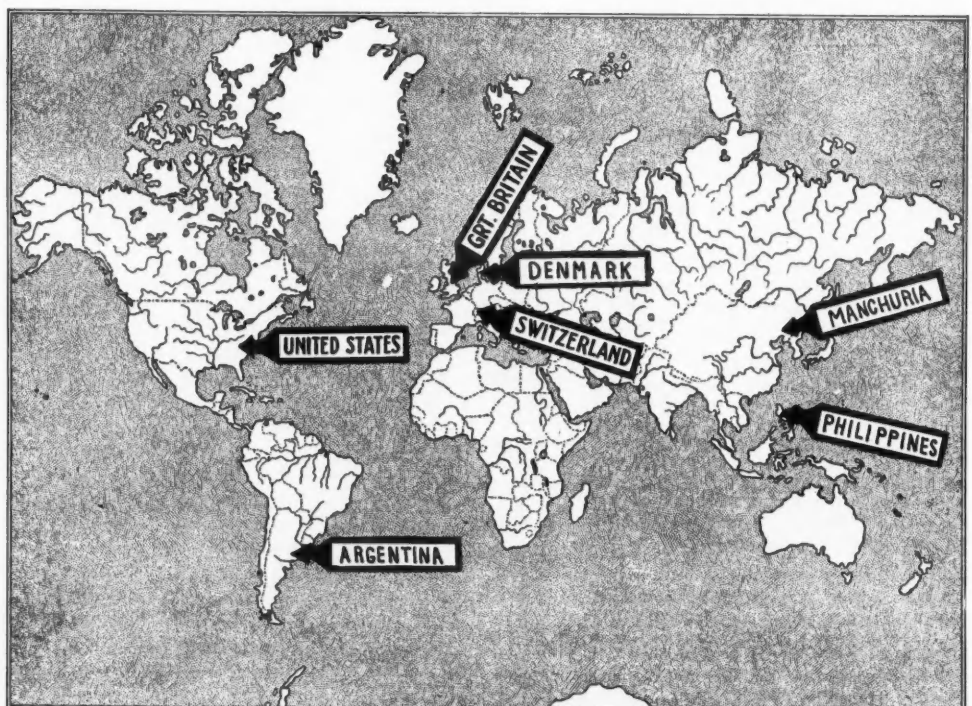 GRT. BRITAIN
DENMARK
MANCHURIA
SWITZERLAND
UNITED STATES
PHILIPPINES
ARGENTINA